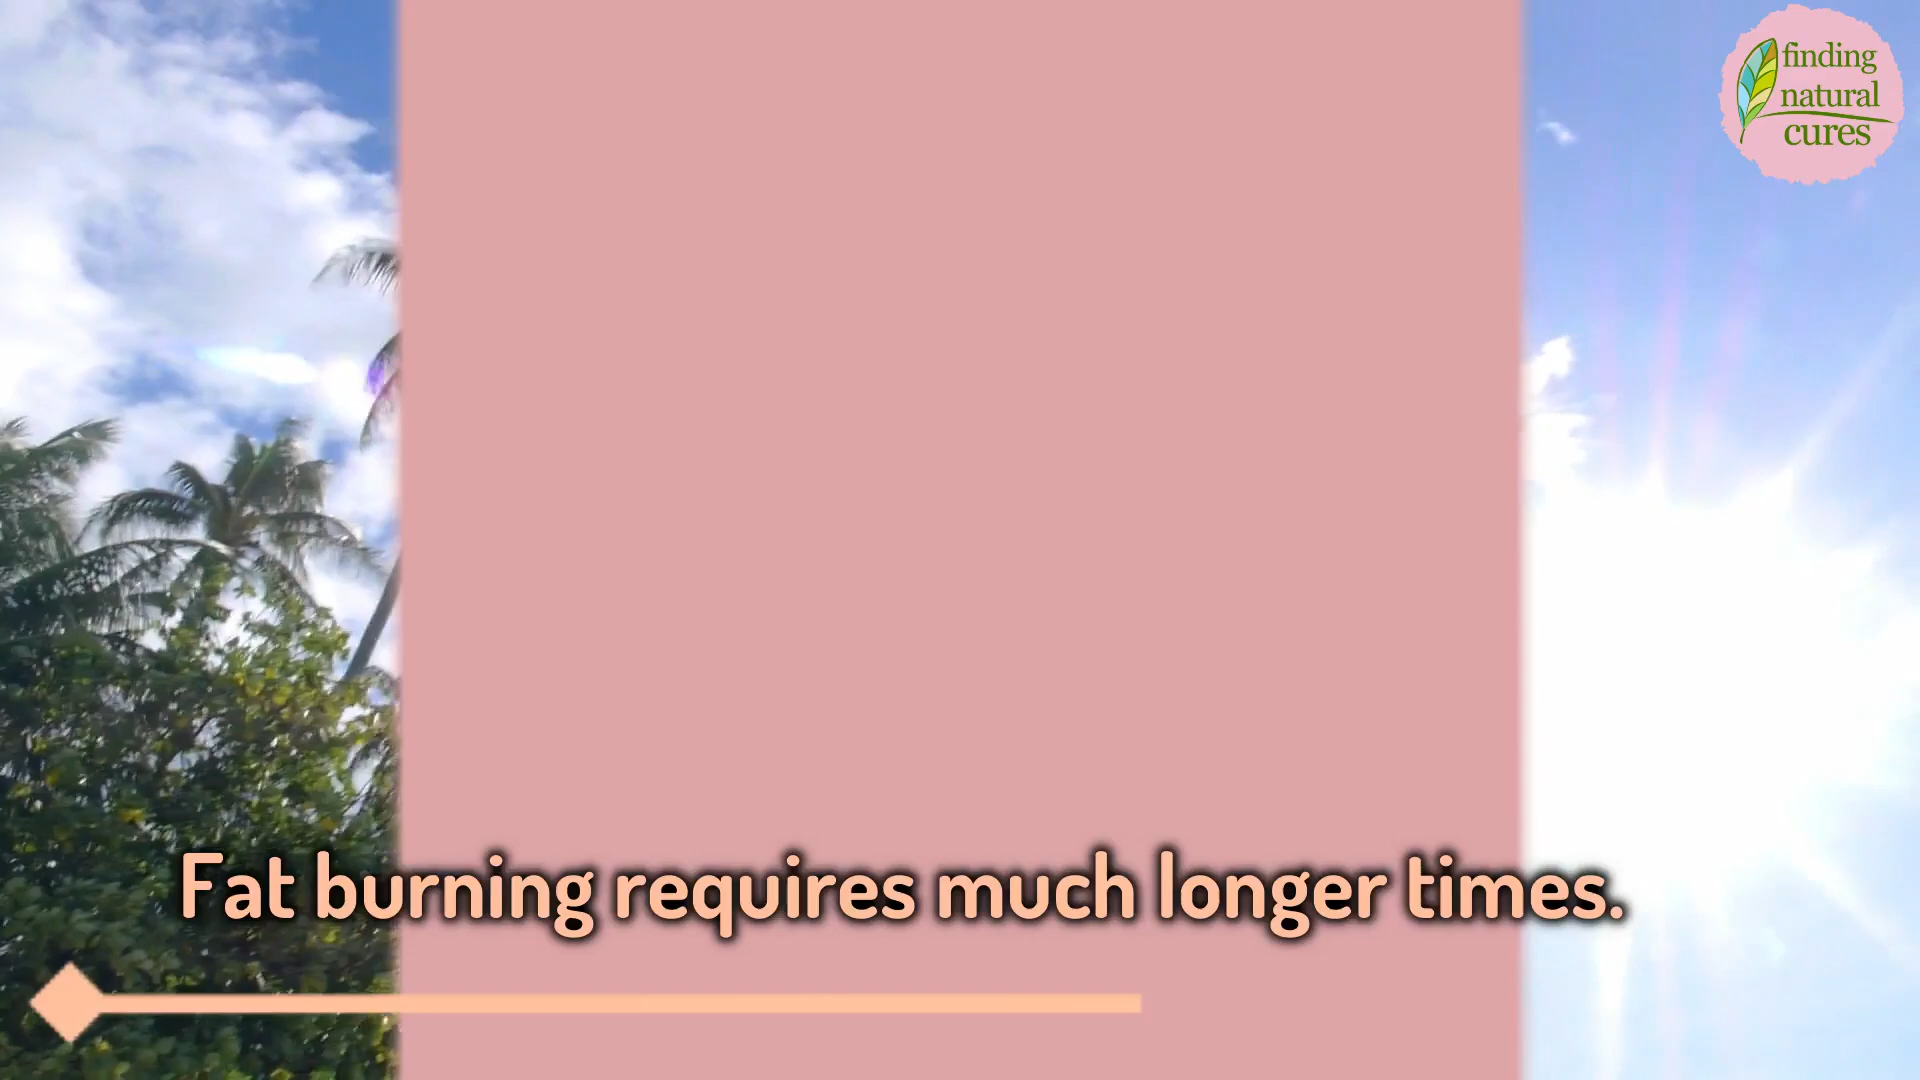 finding
natural
cures
Fat burning requires much longer times.